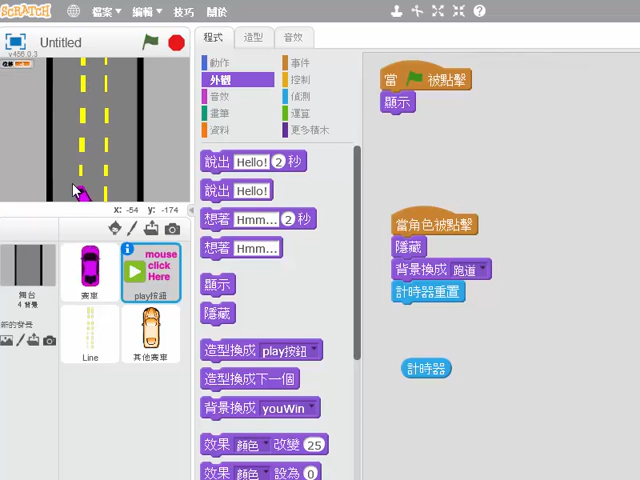 SCRATCH 檔案 編輯 技巧 關於
Untitled
v456.0.3
x: -54 y: -174
舞台
4 背景
新的背景
賽車
mouse
click
Here
play按鈕
Line
其他賽車
程式 造型 音效
動作 事件
外觀 控制
音效 偵測
畫筆 運算
資料 更多積木
說出 Hello! 2 秒
說出 Hello!
想著 Hmm... 2 秒
想著 Hmm...
顯示
隱藏
造型換成 play按鈕
造型換成下一個
背景換成 youWin
效果 顏色 改變 25
效果 顏色 設為 0
當 被點擊
顯示
當角色被點擊
隱藏
背景換成 跑道
計時器重置
計時器